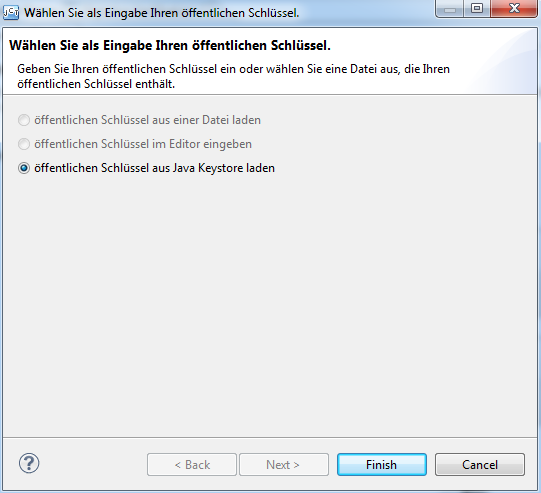 JCT Wählen Sie als Eingabe Ihren öffentlichen Schlüssel.
Wählen Sie als Eingabe Ihren öffentlichen Schlüssel.
Geben Sie Ihren öffentlichen Schlüssel ein oder wählen Sie eine Datei aus, die Ihren
öffentlichen Schlüssel enthält.
öffentlichen Schlüssel aus einer Datei laden
öffentlichen Schlüssel im Editor eingeben
öffentlichen Schlüssel aus Java Keystore laden
?
< Back
Next >
Finish
Cancel